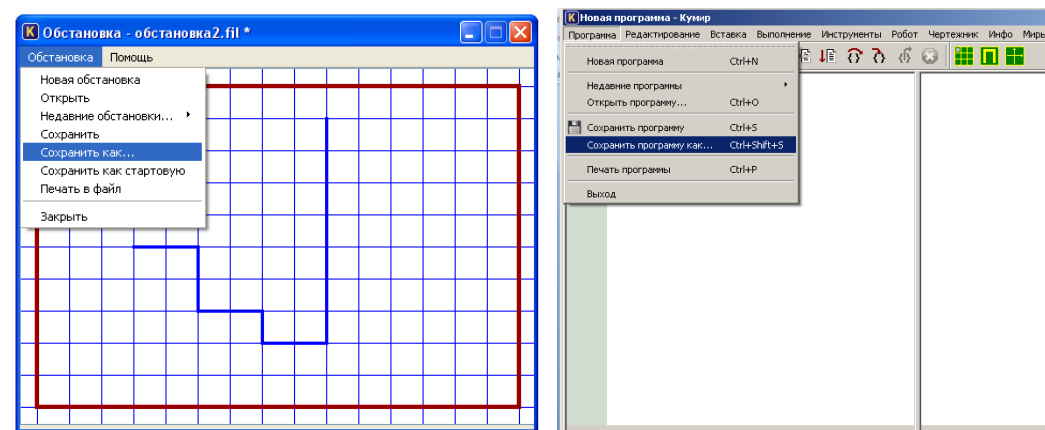 Обстановка - обстановка2.fil *
Обстановка Помощь
Новая обстановка
Открыть
Недавние обстановки...
Сохранить
Сохранить как...
Сохранить как стартовую
Печать в файл
Закрыть
Новая программа - Кумир
Программа Редактирование Вставка Выполнение Инструменты Робот Чертежник Инфо Миры
Новая программа Ctrl+N
Недавние программы
Открыть программу... Ctrl+O
Сохранить программу Ctrl+S
Сохранить программу как... Ctrl+Shift+S
Печать программы Ctrl+P
Выход